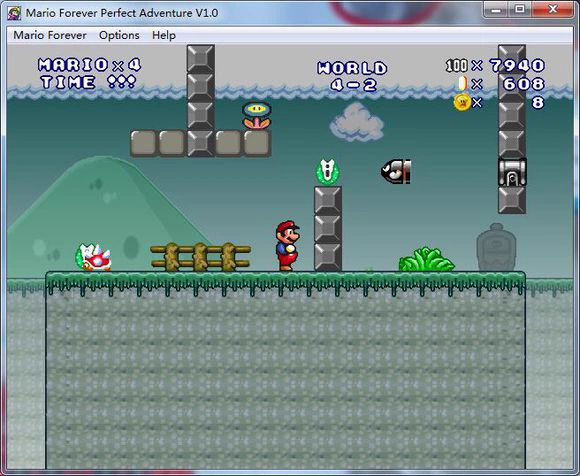 Mario Forever Perfect Adventure V1.0
Mario Forever Options Help
MARIO×4 WORLD 100× 7940
TIME !!! 4-2 × 608
× 8